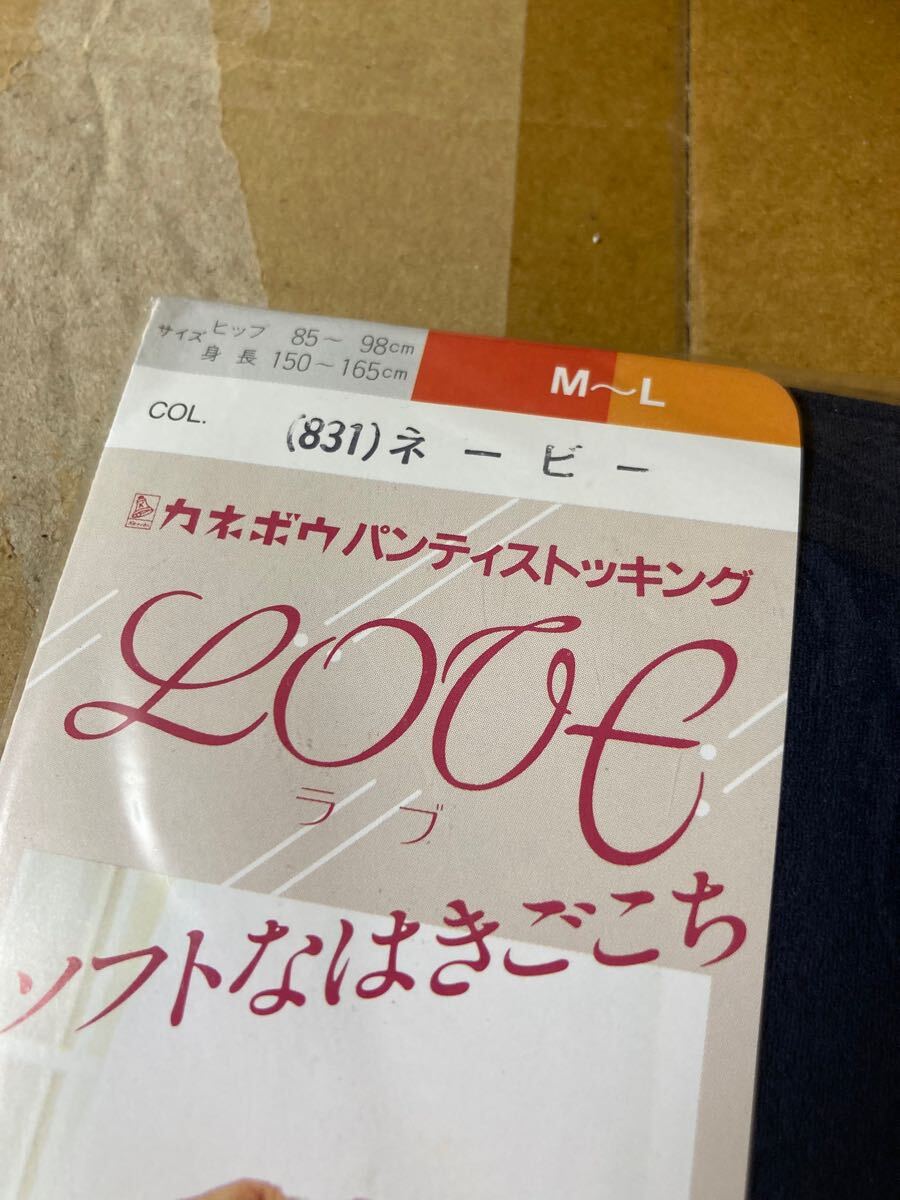 サイズ ヒップ 85～98cm
身長 150～165cm
M～L
COL. (831)ネービー
カネボウパンティストッキング
LOVE
ラブ
ソフトなはきごこち